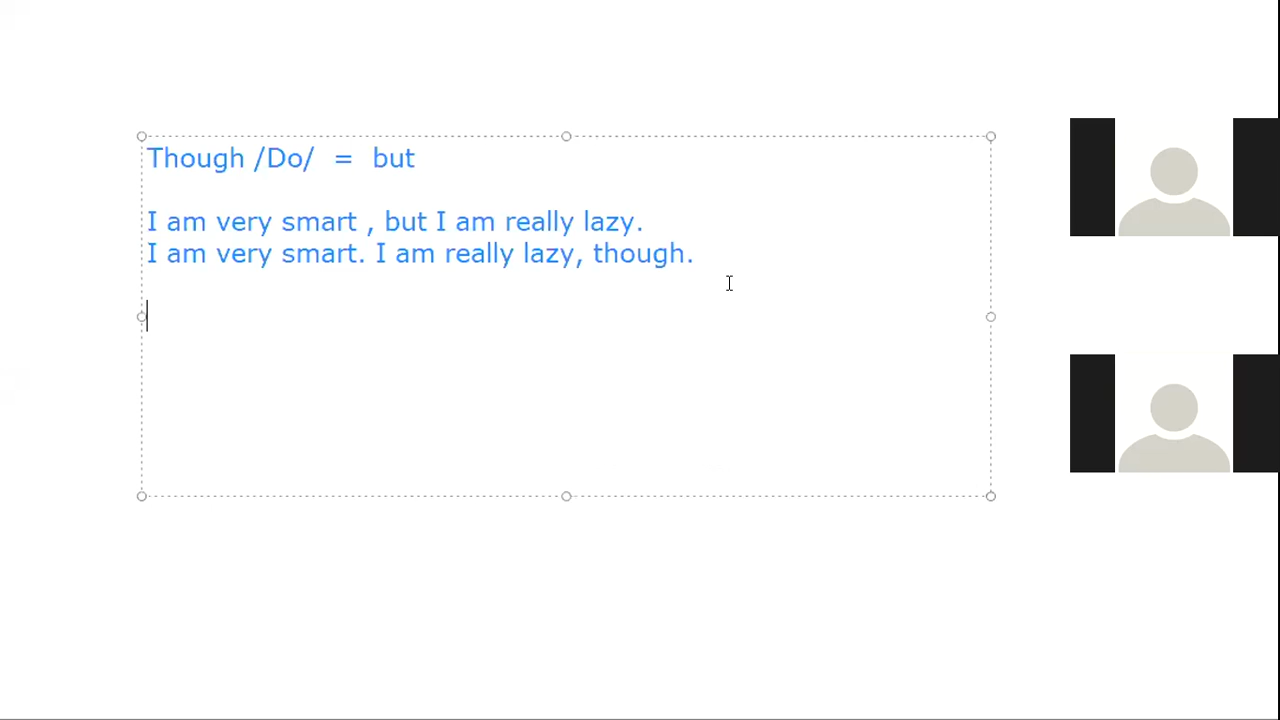 Though /Do/ = but
I am very smart , but I am really lazy.
I am very smart. I am really lazy, though.